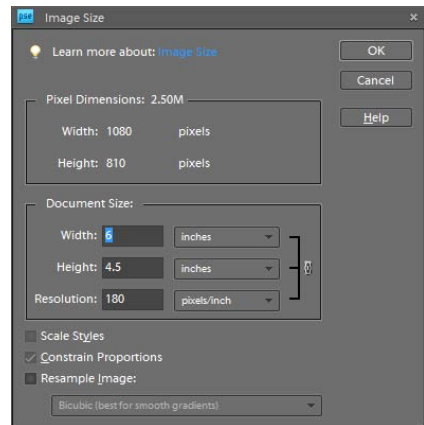 pse Image Size
Learn more about: Image Size
OK
Cancel
Help
Pixel Dimensions: 2.50M
Width: 1080 pixels
Height: 810 pixels
Document Size:
Width: 6 inches
Height: 4.5 inches
Resolution: 180 pixels/inch
Scale Styles
Constrain Proportions
Resample Image:
Bicubic (best for smooth gradients)